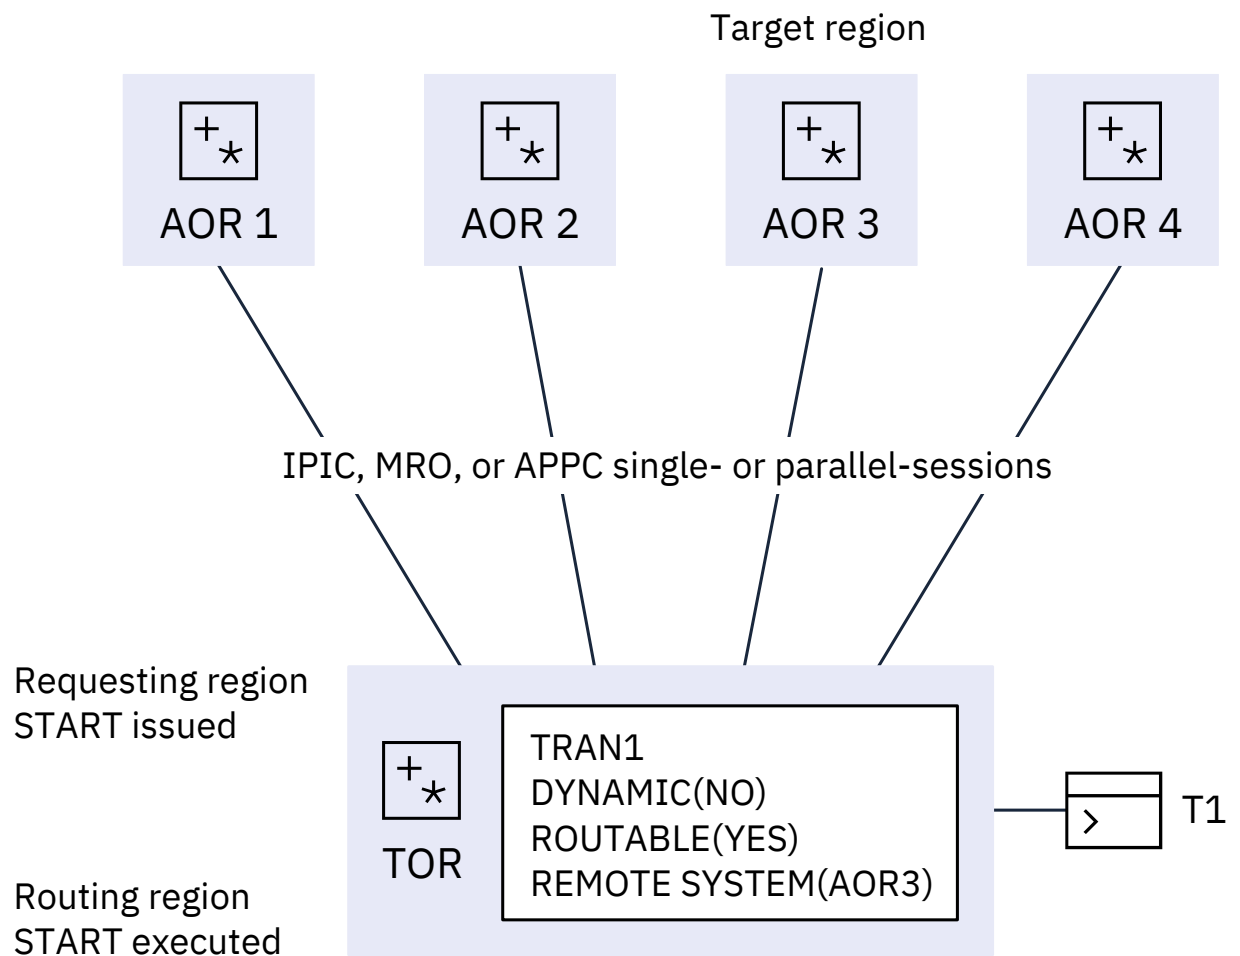 Target region
AOR 1
AOR 2
AOR 3
AOR 4
IPIC, MRO, or APPC single- or parallel-sessions
Requesting region
START issued
TRAN1
DYNAMIC(NO)
ROUTABLE(YES)
REMOTE SYSTEM(AOR3)
TOR
T1
Routing region
START executed